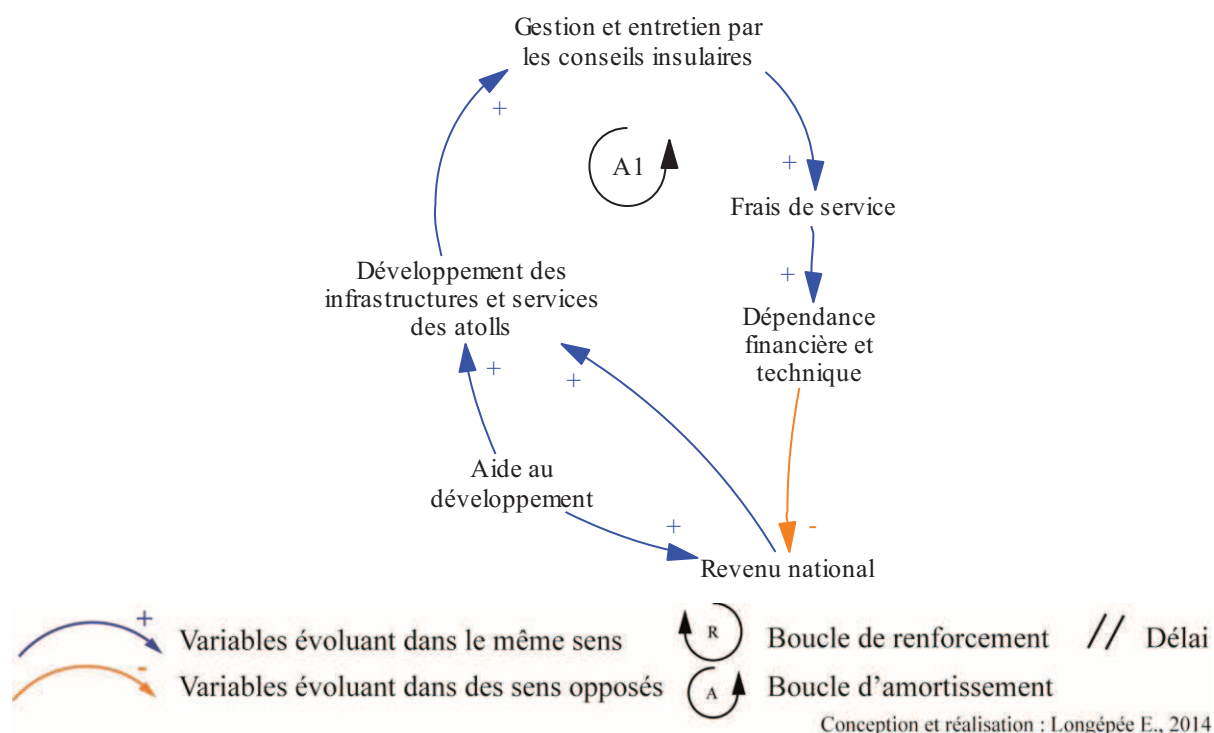 Gestion et entretien par
les conseils insulaires
+
+
A1
Frais de service
+
Développement des
infrastructures et services
des atolls
Dépendance
financière et
technique
+
+
Aide au
développement
+
-
Revenu national
+ Variables évoluant dans le même sens R Boucle de renforcement // Délai
- Variables évoluant dans des sens opposés A Boucle d'amortissement
Conception et réalisation : Longépée E., 2014